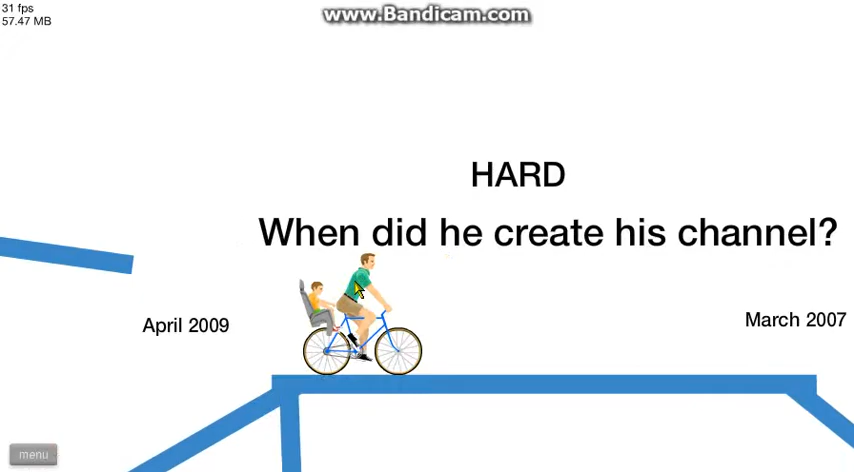 31 fps
57.47 MB
www.Bandicam.com
HARD
When did he create his channel?
April 2009
March 2007
menu